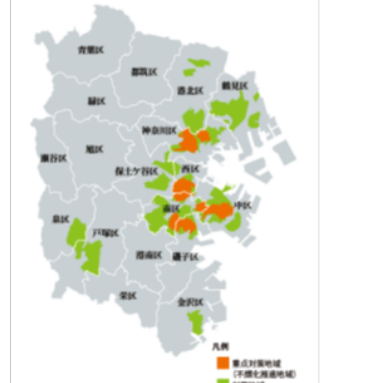 青葉区
都筑区
港北区
鶴見区
緑区
神奈川区
瀬谷区
旭区
保土ケ谷区
西区
南区
中区
泉区
戸塚区
港南区
磯子区
栄区
金沢区
凡例
重点対策地域
(不燃化推進地域)